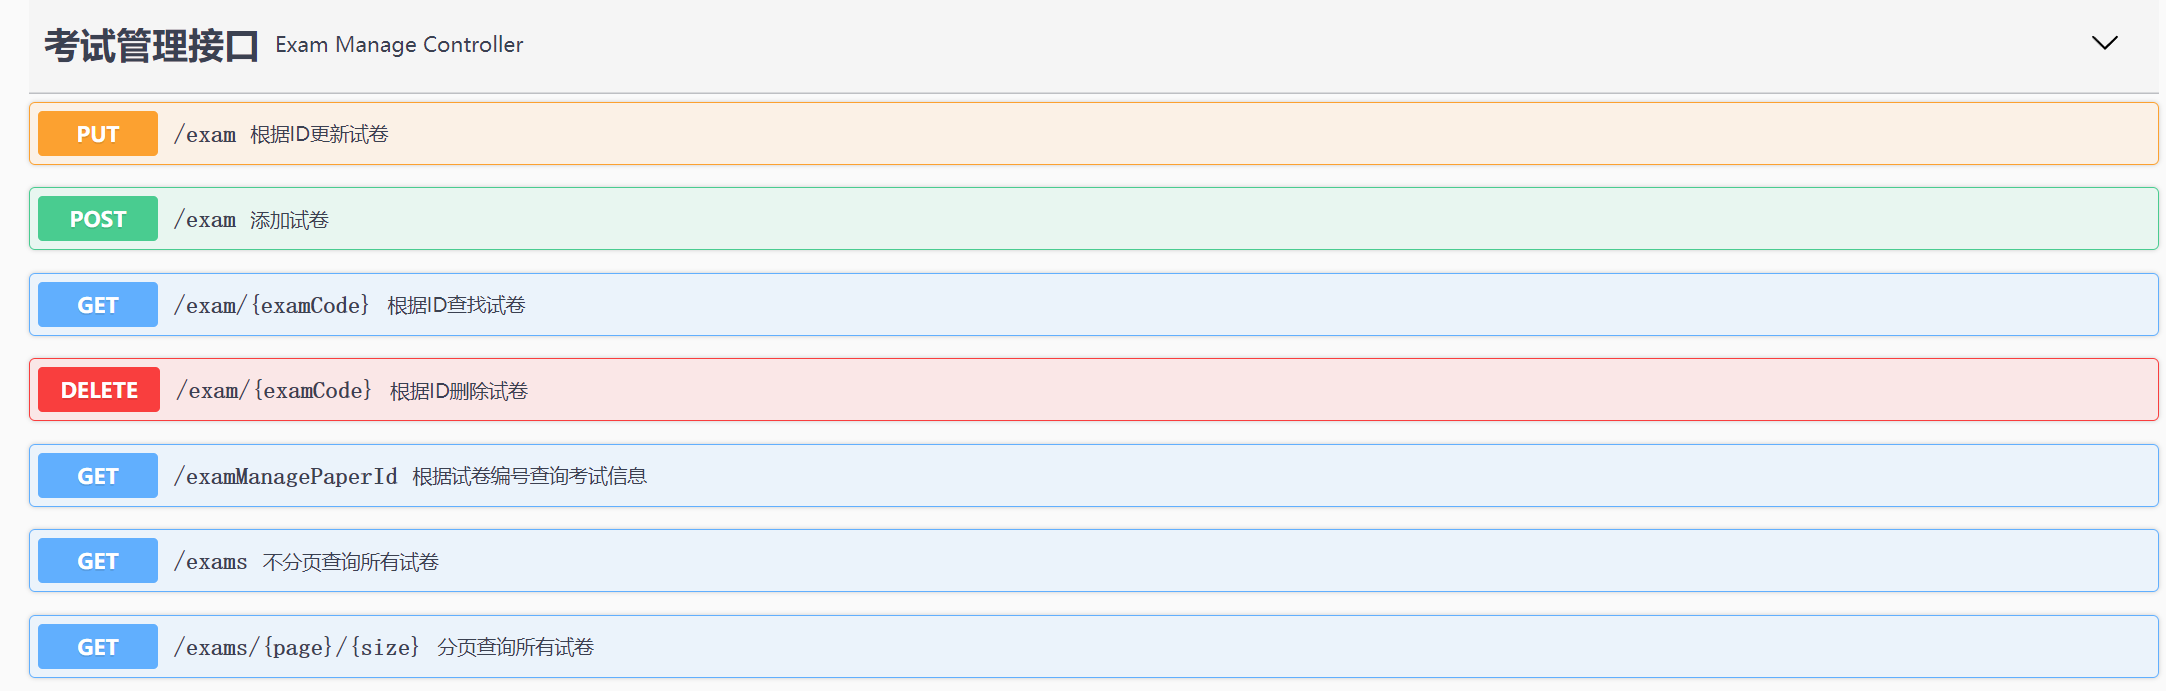 考试管理接口 Exam Manage Controller
PUT /exam 根据ID更新试卷
POST /exam 添加试卷
GET /exam/{examCode} 根据ID查找试卷
DELETE /exam/{examCode} 根据ID删除试卷
GET /examManagePaperId 根据试卷编号查询考试信息
GET /exams 不分页查询所有试卷
GET /exams/{page}/{size} 分页查询所有试卷